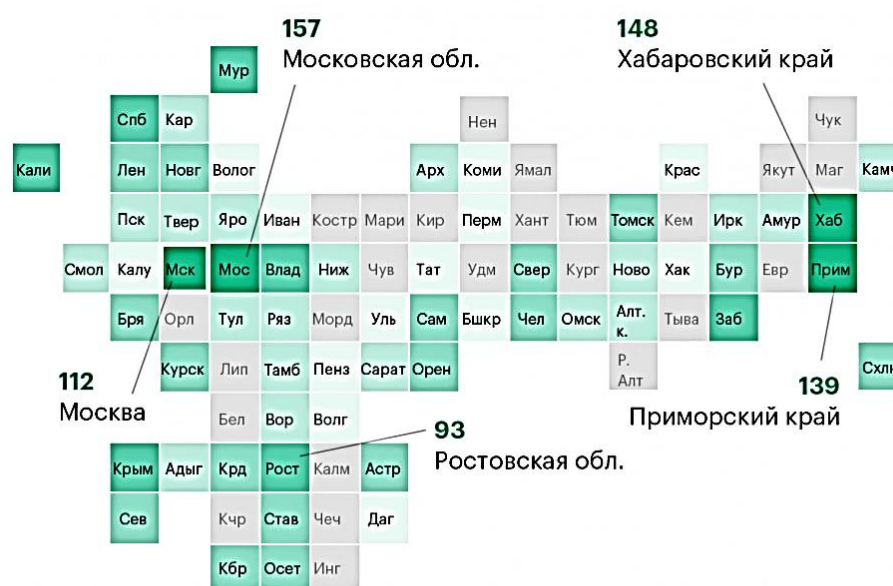 157
Московская обл.
148
Хабаровский край
Мур
Спб Кар Нен Чук
Кали Лен Новг Волог Арх Коми Ямал Крас Якут Маг Камч
Пск Твер Яро Иван Костр Мари Кир Перм Хант Тюм Томск Кем Ирк Амур Хаб
Смол Калу Мск Мос Влад Ниж Чув Тат Удм Свер Кург Ново Хак Бур Евр Прим
Бря Орл Тул Ряз Морд Уль Сам Бшкр Чел Омск Алт.
к. Тыва Заб
Курск Лип Тамб Пенз Сарат Орен Р.
Алт Схлн
112
Москва
139
Приморский край
Бел Вор Волг
93
Ростовская обл.
Крым Адыг Крд Рост Калм Астр
Сев Кчр Став Чеч Даг
Кбр Осет Инг